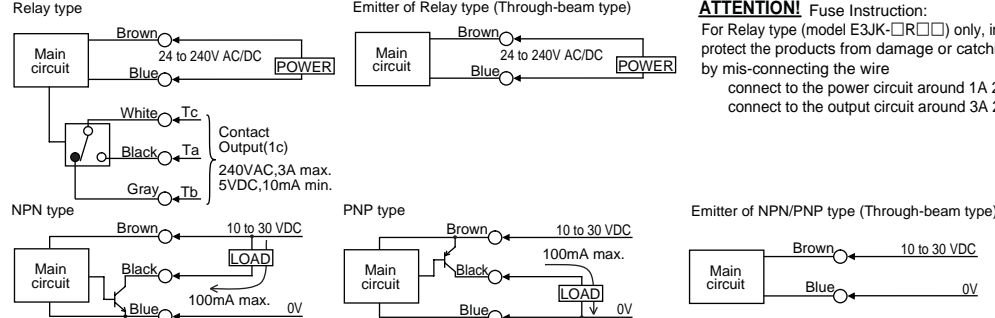 Relay type
Brown
24 to 240V AC/DC
Main
circuit
POWER
Blue
White
Tc
Black
Ta
Gray
Tb
Contact
Output(1c)
240VAC,3A max.
5VDC,10mA min.
Emitter of Relay type (Through-beam type)
Brown
24 to 240V AC/DC
Main
circuit
POWER
Blue
ATTENTION! Fuse Instruction:
For Relay type (model E3JK-□R□□) only, in
protect the products from damage or catchi
by mis-connecting the wire
connect to the power circuit around 1A 2
connect to the output circuit around 3A 2
NPN type
Brown
10 to 30 VDC
LOAD
Main
circuit
Black
100mA max.
Blue
0V
PNP type
Brown
10 to 30 VDC
100mA max.
Main
circuit
Black
LOAD
Blue
0V
Emitter of NPN/PNP type (Through-beam type)
Brown
10 to 30 VDC
Main
circuit
Blue
0V